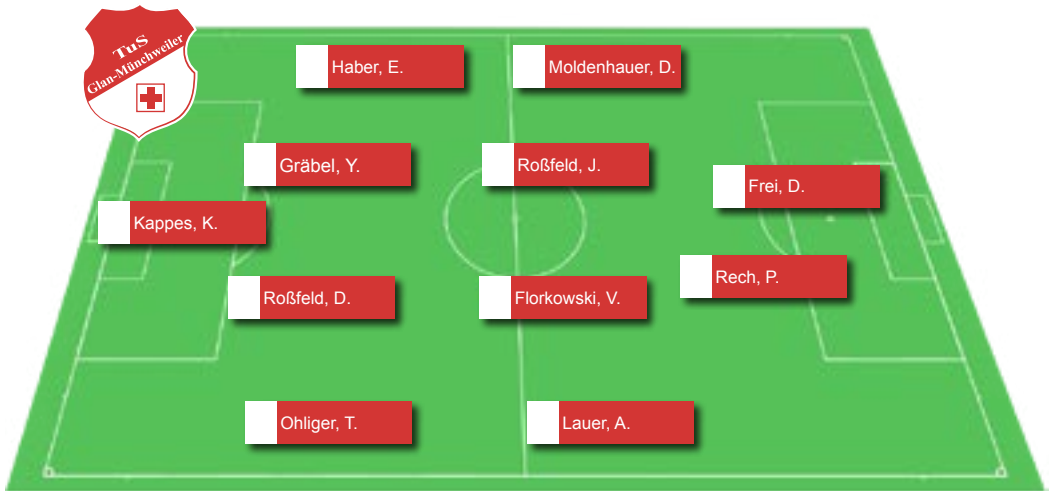 TuS
Glan-Münchweiler
Haber, E.
Moldenhauer, D.
Gräbel, Y.
Roßfeld, J.
Frei, D.
Kappes, K.
Roßfeld, D.
Florkowski, V.
Rech, P.
Ohliger, T.
Lauer, A.